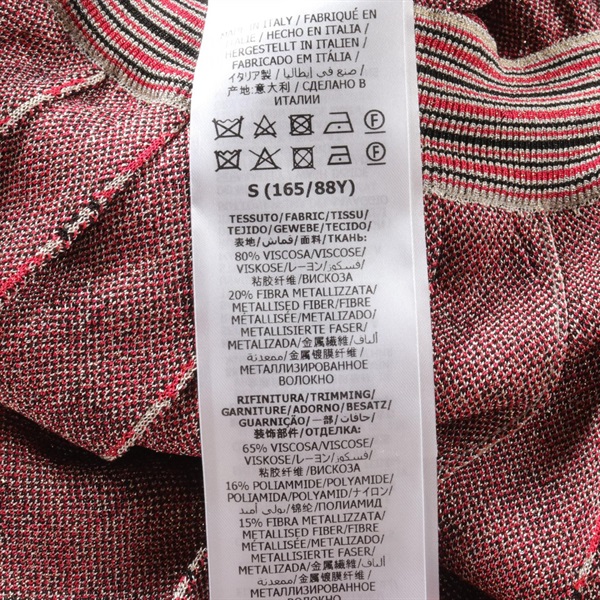 IN ITALY / FABRIQUÉ EN
ITALIE / HECHO EN ITALIA /
HERGESTELLT IN ITALIEN /
FABRICADO EM ITÁLIA /
イタリア製 / صنع في إيطاليا /
产地:意大利 / СДЕЛАНО В
ИТАЛИИ
F
F
S (165/88Y)
TESSUTO/FABRIC/TISSU/
TEJIDO/GEWEBE/TECIDO/
表地/قماش/面料/ТКАНЬ:
80% VISCOSA/VISCOSE/
VISKOSE/レーヨン/فسكوز/
粘胶纤维/ВИСКОЗА
20% FIBRA METALLIZZATA/
METALLISED FIBER/FIBRE
METALLISÉE/METALIZADO/
METALLISIERTE FASER/
METALIZADA/金属繊維/ألياف
معدنية/金属镀膜纤维/
МЕТАЛЛИЗИРОВАННОЕ
ВОЛОКНО
RIFINITURA/TRIMMING/
GARNITURE/ADORNO/BESATZ/
GUARNIÇÃO/一部/حافات/
装饰部件/ОТДЕЛКА:
65% VISCOSA/VISCOSE/
VISKOSE/レーヨン/فسكوز/
粘胶纤维/ВИСКОЗА
16% POLIAMMIDE/POLYAMIDE/
POLIAMIDA/POLYAMID/ナイロン/
بولي أميد/锦纶/ПОЛИАМИД
15% FIBRA METALLIZZATA/
METALLISED FIBER/FIBRE
METALLISÉE/METALIZADO/
METALLISIERTE FASER/
METALIZADA/金属繊維/ألياف
معدنية/金属镀膜纤维/
МЕТАЛЛИЗИРОВАННОЕ